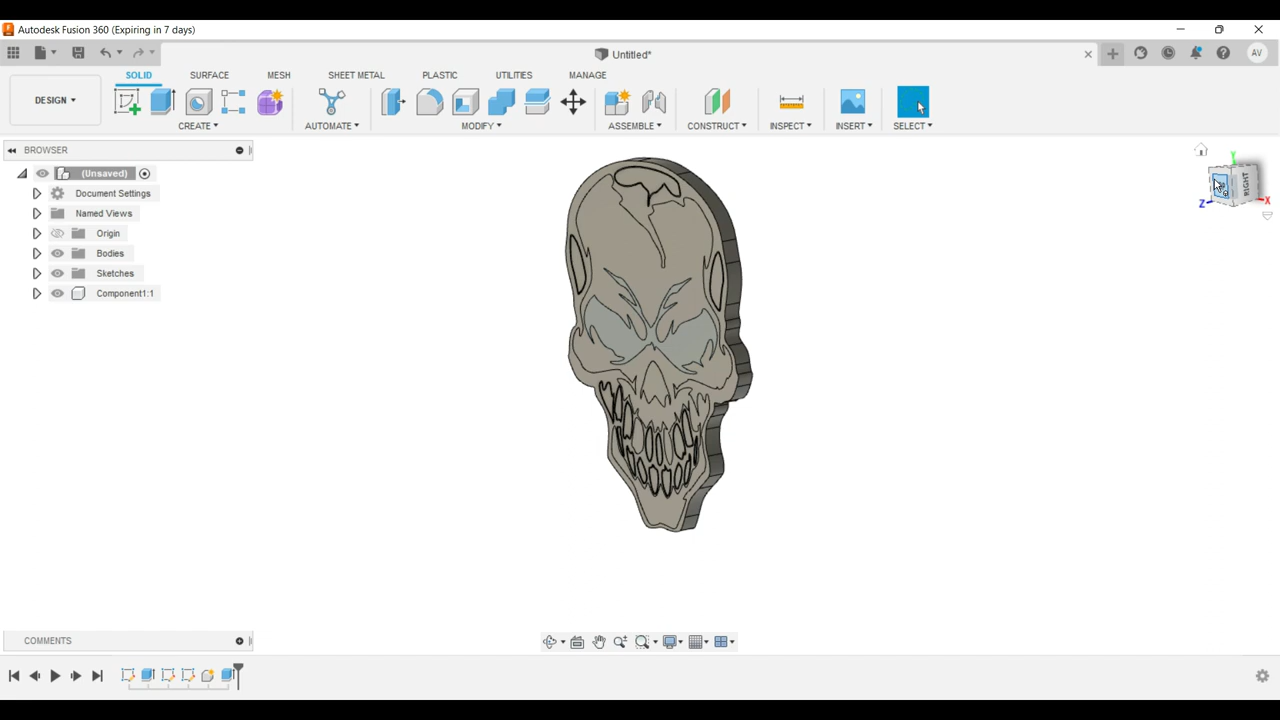 Autodesk Fusion 360 (Expiring in 7 days)
Untitled*
AV
DESIGN
SOLID SURFACE MESH SHEET METAL PLASTIC UTILITIES MANAGE
CREATE AUTOMATE MODIFY ASSEMBLE CONSTRUCT INSPECT INSERT SELECT
BROWSER
(Unsaved)
Document Settings
Named Views
Origin
Bodies
Sketches
Component1:1
Y
RIGHT
Z
X
COMMENTS